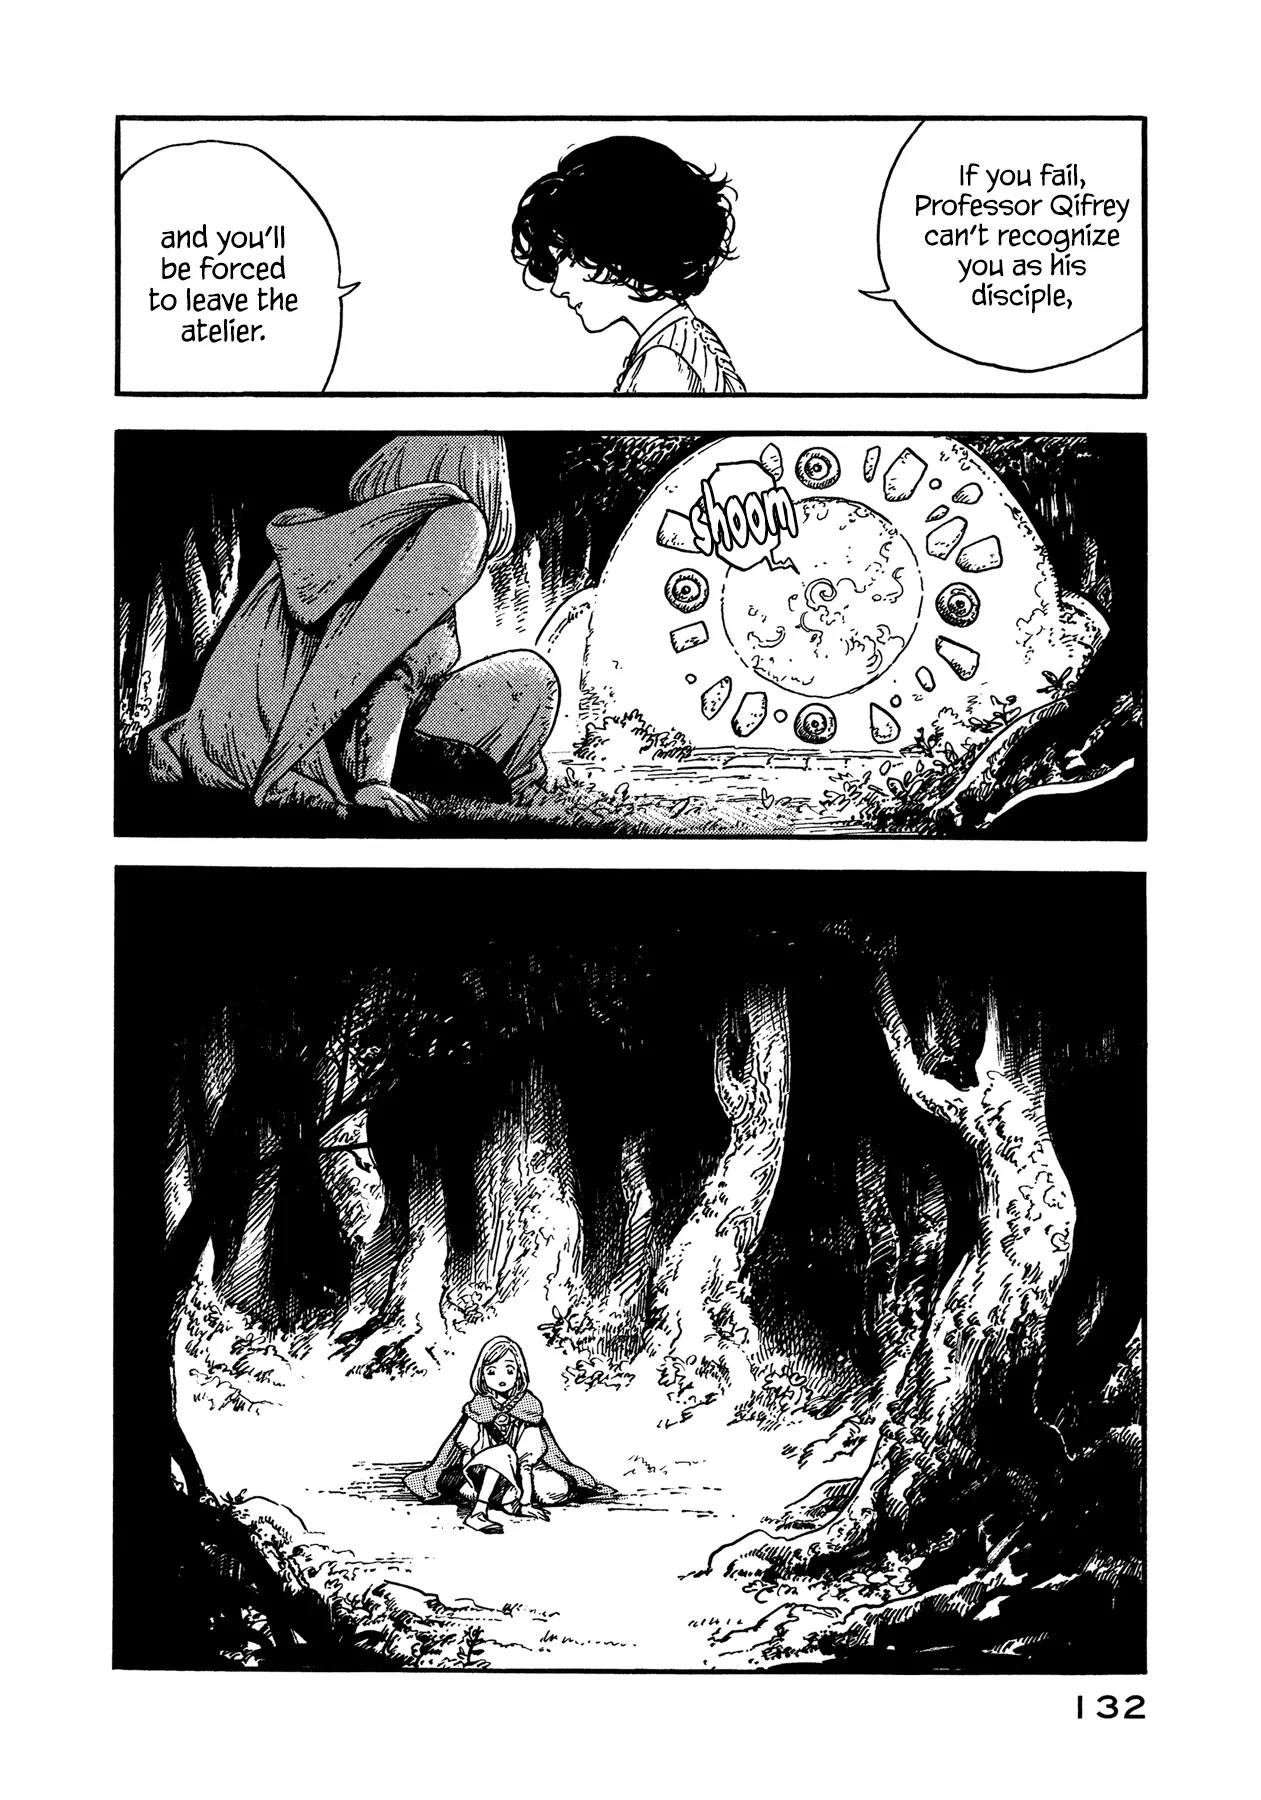 If you fail,
Professor Qifrey
can't recognize
you as his
disciple,
and you'll
be forced
to leave the
atelier.
shoom
132